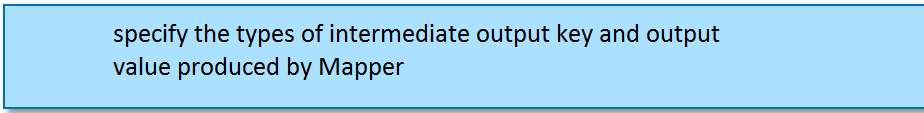 specify the types of intermediate output key and output
value produced by Mapper